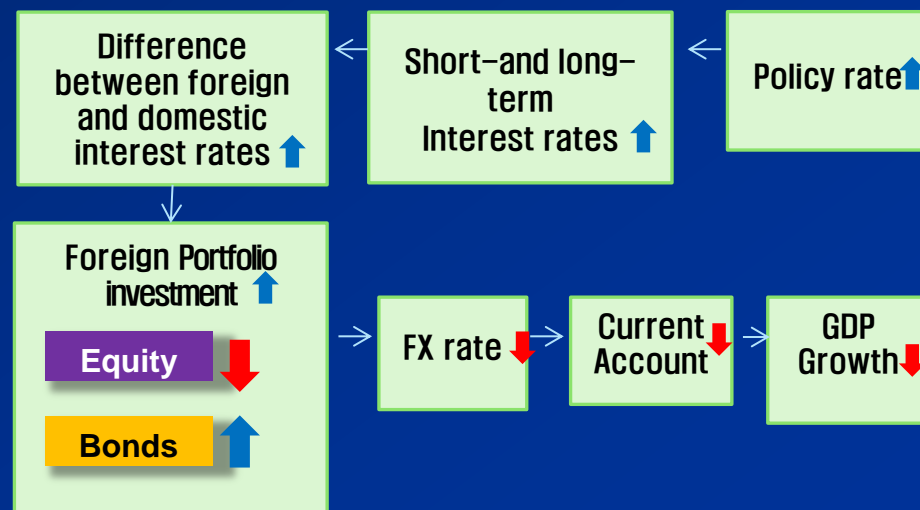 Difference
between foreign
and domestic
interest rates
Short-and long-
term
Interest rates
Policy rate
Foreign Portfolio
investment
Equity
Bonds
FX rate
Current
Account
GDP
Growth